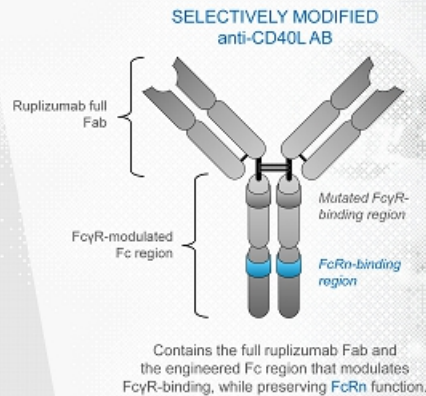 SELECTIVELY MODIFIED
anti-CD40L AB
Ruplizumab full
Fab
Mutated FcγR-
binding region
FcγR-modulated
Fc region
FcRn-binding
region
Contains the full ruplizumab Fab and
the engineered Fc region that modulates
FcγR-binding, while preserving FcRn function.